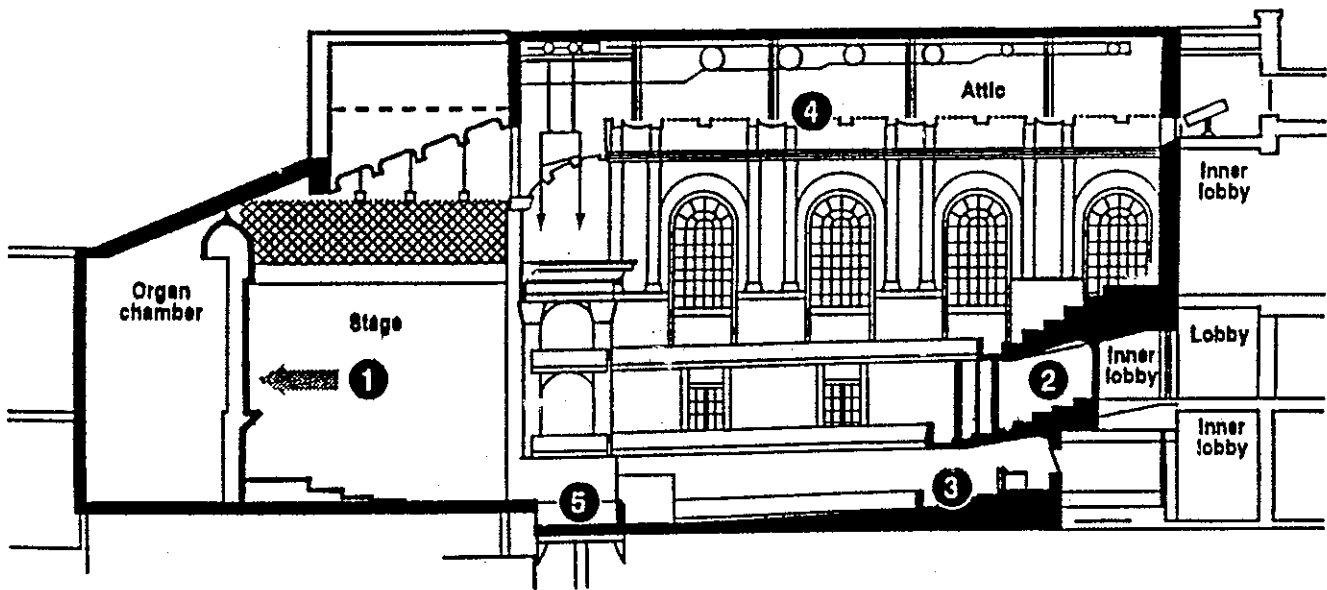 Attic
4
Inner
lobby
Organ
chamber
Stage
Lobby
1
2
Inner
lobby
Inner
lobby
3
5